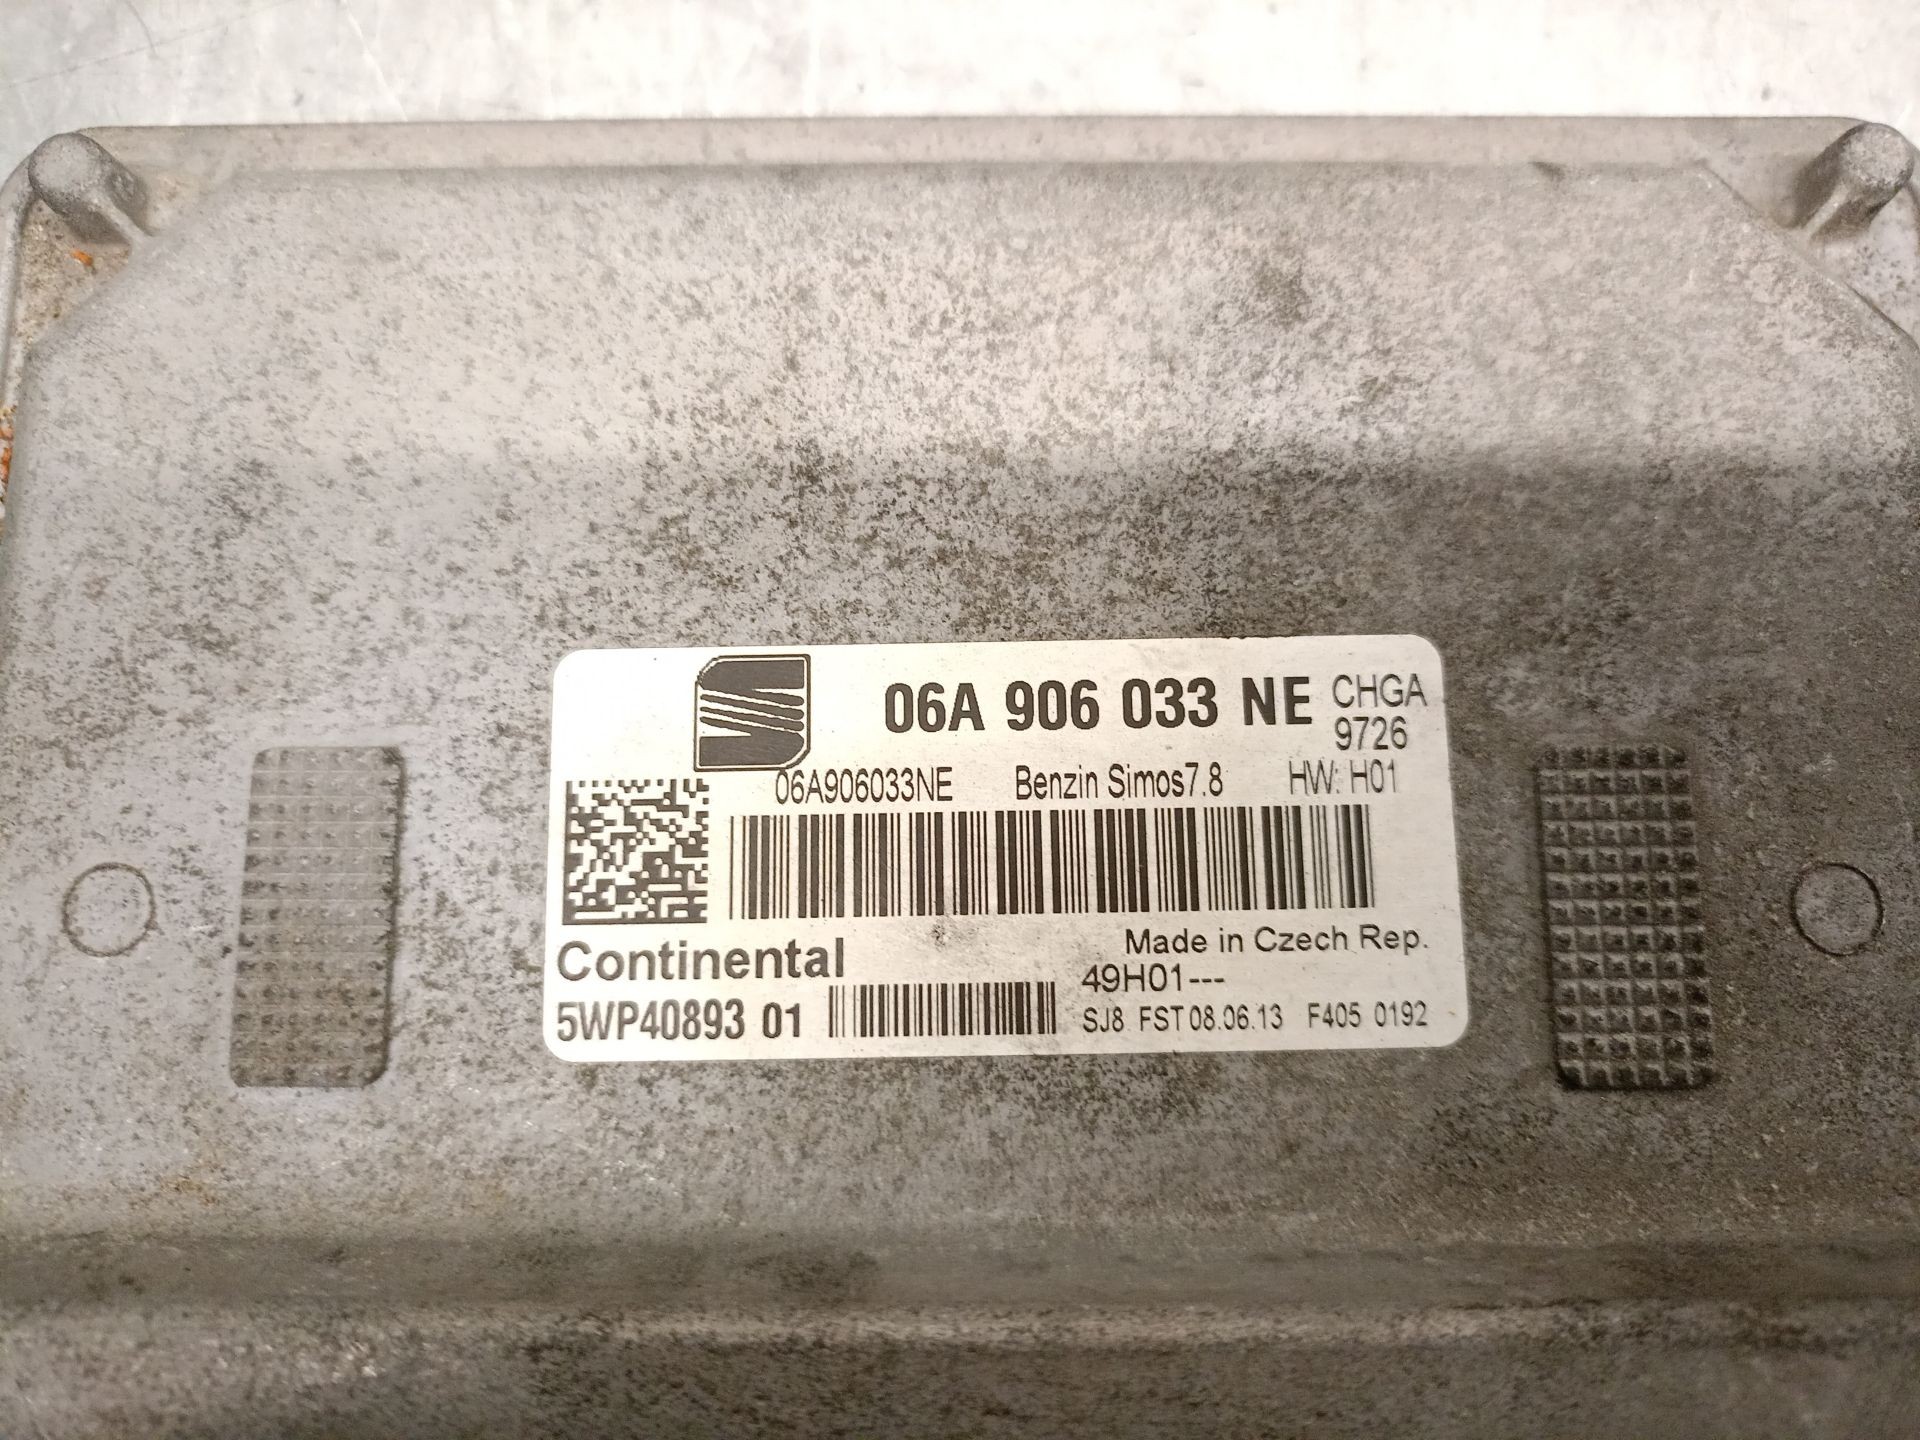 06A 906 033 NE CHGA
9726
06A906033NE Benzin Simos7.8 HW: H01
Made in Czech Rep.
Continental
49H01---
5WP40893 01
SJ8 FST 08.06.13 F405 0192